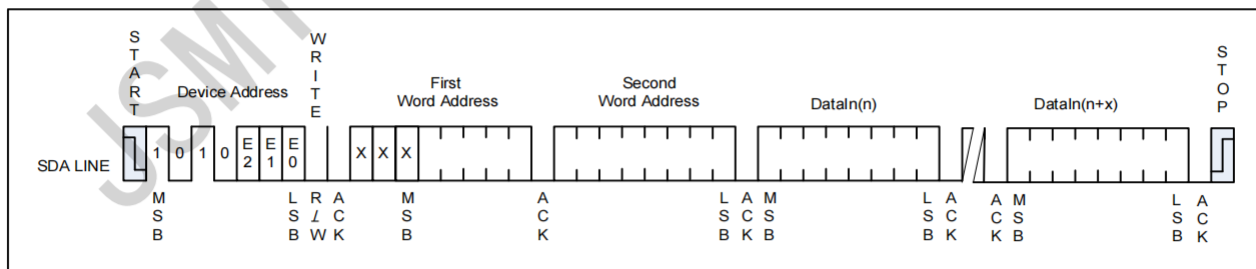 JSMT
START
WRITE
STOP
Device Address
First
Word Address
Second
Word Address
DataIn(n)
DataIn(n+x)
SDA LINE
1 0 1 0 E2 E1 E0
X X X
MSB
LSB
R/W
ACK
MSB
ACK
LSB
ACK
MSB
LSB
ACK
ACK
MSB
LSB
ACK